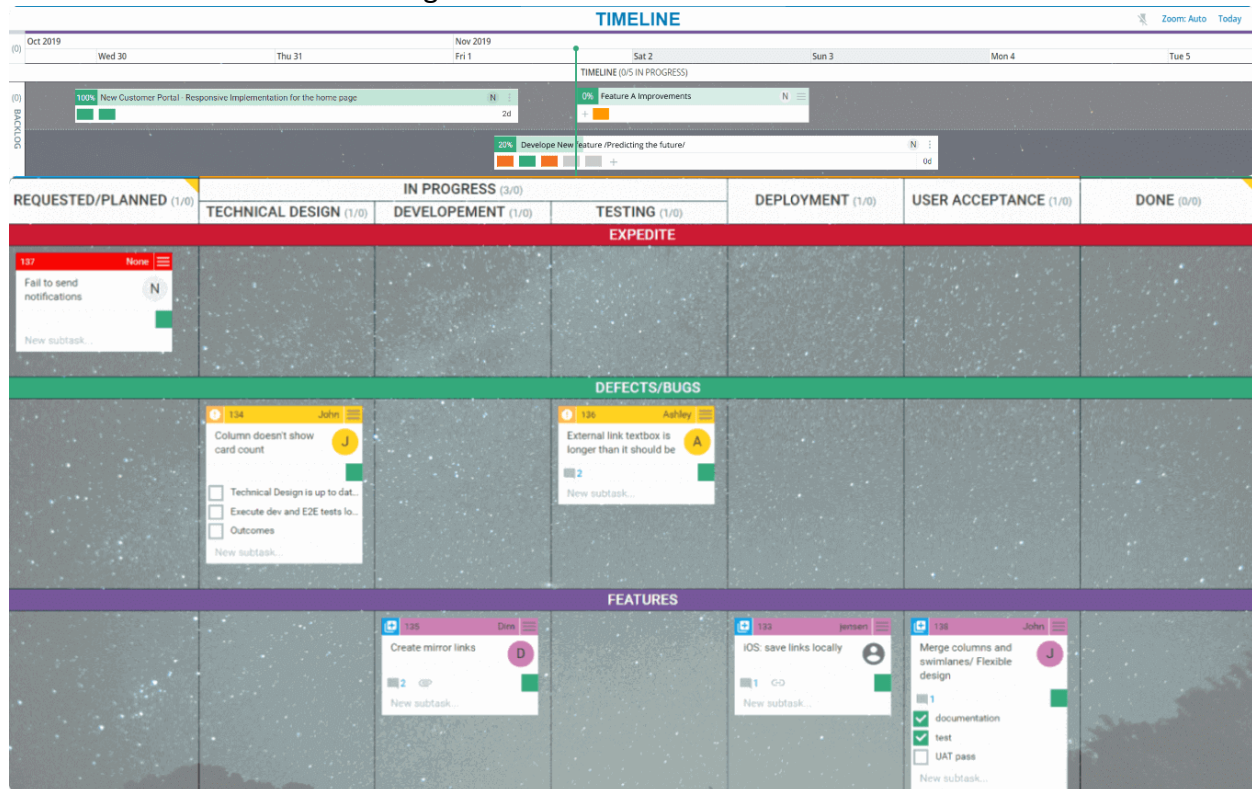 TIMELINE
Zoom: Auto Today
(0)
Oct 2019 Nov 2019
Wed 30 Thu 31 Fri 1 Sat 2 Sun 3 Mon 4 Tue 5
TIMELINE (0/5 IN PROGRESS)
(0) BACKLOG
100% New Customer Portal - Responsive Implementation for the home page N
2d
0% Feature A Improvements N
+
20% Develope New feature /Predicting the future/ N
+ 0d
REQUESTED/PLANNED (1/0)
IN PROGRESS (3/0)
TECHNICAL DESIGN (1/0)
DEVELOPEMENT (1/0)
TESTING (1/0)
DEPLOYMENT (1/0)
USER ACCEPTANCE (1/0)
DONE (0/0)
EXPEDITE
137 None
Fail to send
notifications
N
New subtask...
DEFECTS/BUGS
134 John
Column doesn't show
card count
J
Technical Design is up to dat...
Execute dev and E2E tests lo...
Outcomes
New subtask...
136 Ashley
External link textbox is
longer than it should be
A
2
New subtask...
FEATURES
135
Create mirror links
D
2
New subtask...
133 jensen
iOS: save links locally
1
New subtask...
138 John
Merge columns and
swimlanes/ Flexible
design
J
1
documentation
test
UAT pass
New subtask...